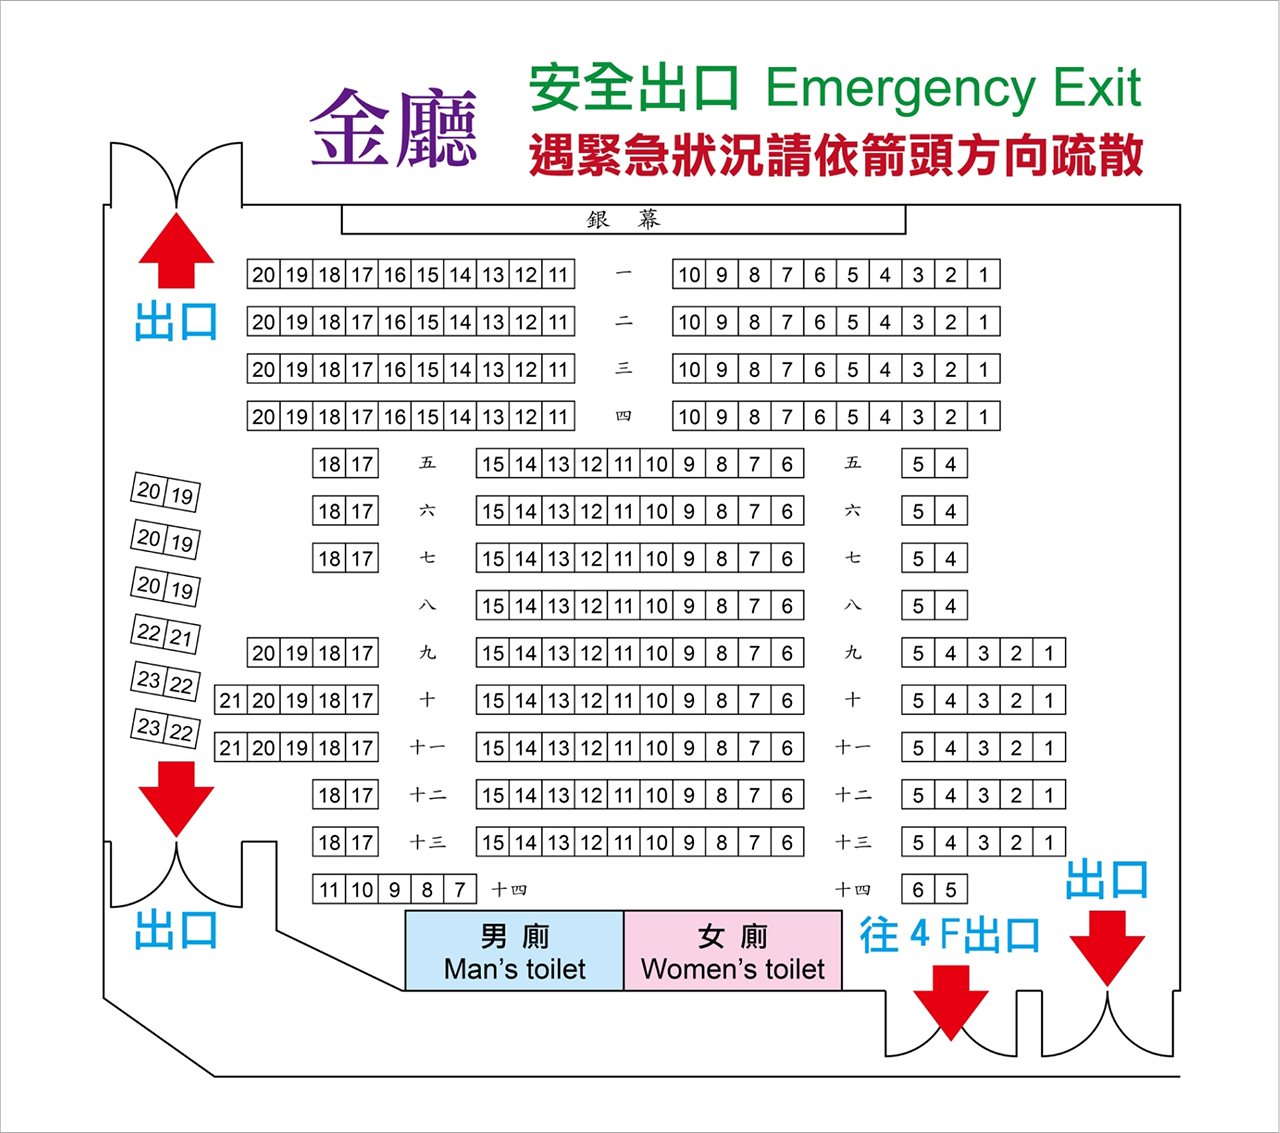 金廳
安全出口 Emergency Exit
遇緊急狀況請依箭頭方向疏散
銀幕
20 19 18 17 16 15 14 13 12 11 一 10 9 8 7 6 5 4 3 2 1
出口
20 19 18 17 16 15 14 13 12 11 二 10 9 8 7 6 5 4 3 2 1
20 19 18 17 16 15 14 13 12 11 三 10 9 8 7 6 5 4 3 2 1
20 19 18 17 16 15 14 13 12 11 四 10 9 8 7 6 5 4 3 2 1
18 17 五 15 14 13 12 11 10 9 8 7 6 五 5 4
20 19
18 17 六 15 14 13 12 11 10 9 8 7 6 六 5 4
20 19
18 17 七 15 14 13 12 11 10 9 8 7 6 七 5 4
20 19
八 15 14 13 12 11 10 9 8 7 6 八 5 4
22 21
20 19 18 17 九 15 14 13 12 11 10 9 8 7 6 九 5 4 3 2 1
23 22
21 20 19 18 17 十 15 14 13 12 11 10 9 8 7 6 十 5 4 3 2 1
23 22
21 20 19 18 17 十一 15 14 13 12 11 10 9 8 7 6 十一 5 4 3 2 1
18 17 十二 15 14 13 12 11 10 9 8 7 6 十二 5 4 3 2 1
18 17 十三 15 14 13 12 11 10 9 8 7 6 十三 5 4 3 2 1
11 10 9 8 7 十四 十四 6 5
出口
出口
男廁
Man's toilet
女廁
Women's toilet
往4F出口